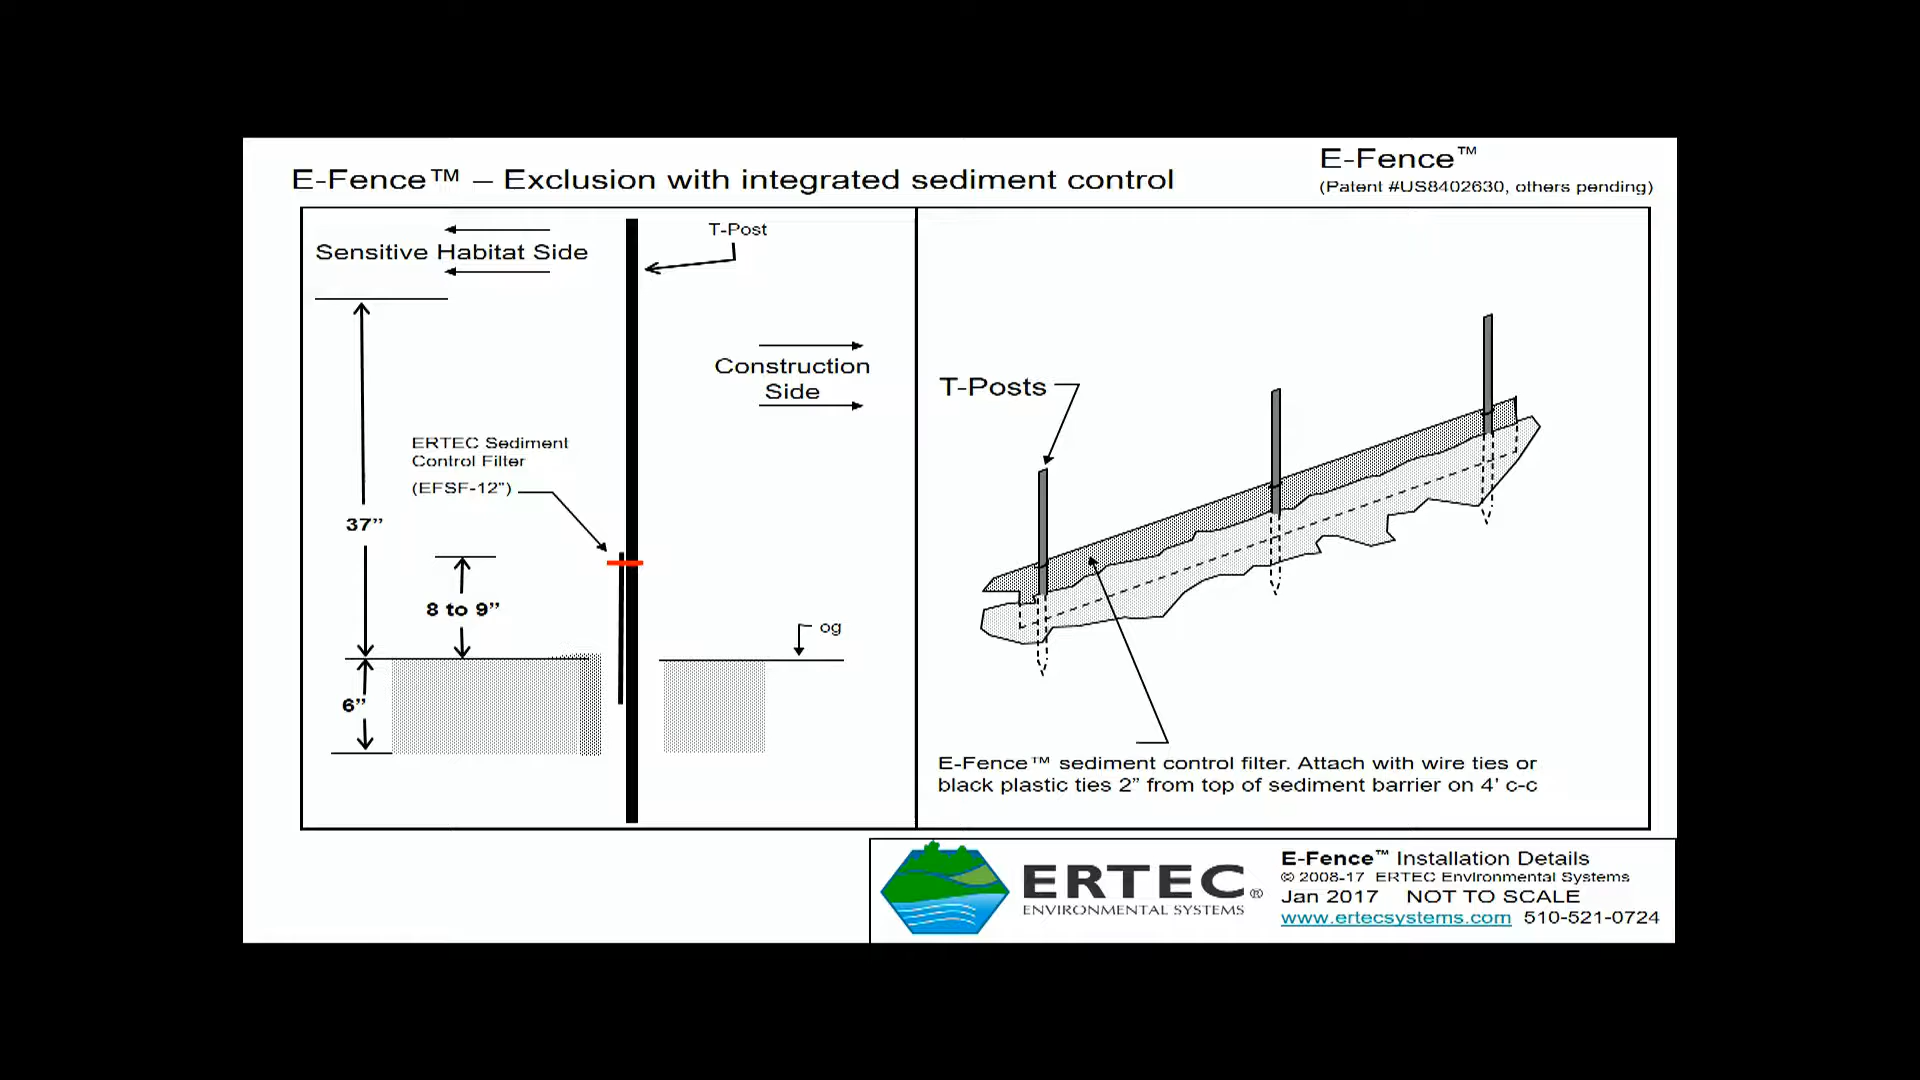 E-Fence™ – Exclusion with integrated sediment control
E-Fence™
(Patent #US8402630, others pending)
Sensitive Habitat Side
T-Post
Construction
Side
ERTEC Sediment
Control Filter
(EFSF-12”)
37”
8 to 9”
6”
og
T-Posts
E-Fence™ sediment control filter. Attach with wire ties or
black plastic ties 2” from top of sediment barrier on 4' c-c
ERTEC®
ENVIRONMENTAL SYSTEMS
E-Fence™ Installation Details
© 2008-17 ERTEC Environmental Systems
Jan 2017 NOT TO SCALE
www.ertecsystems.com 510-521-0724